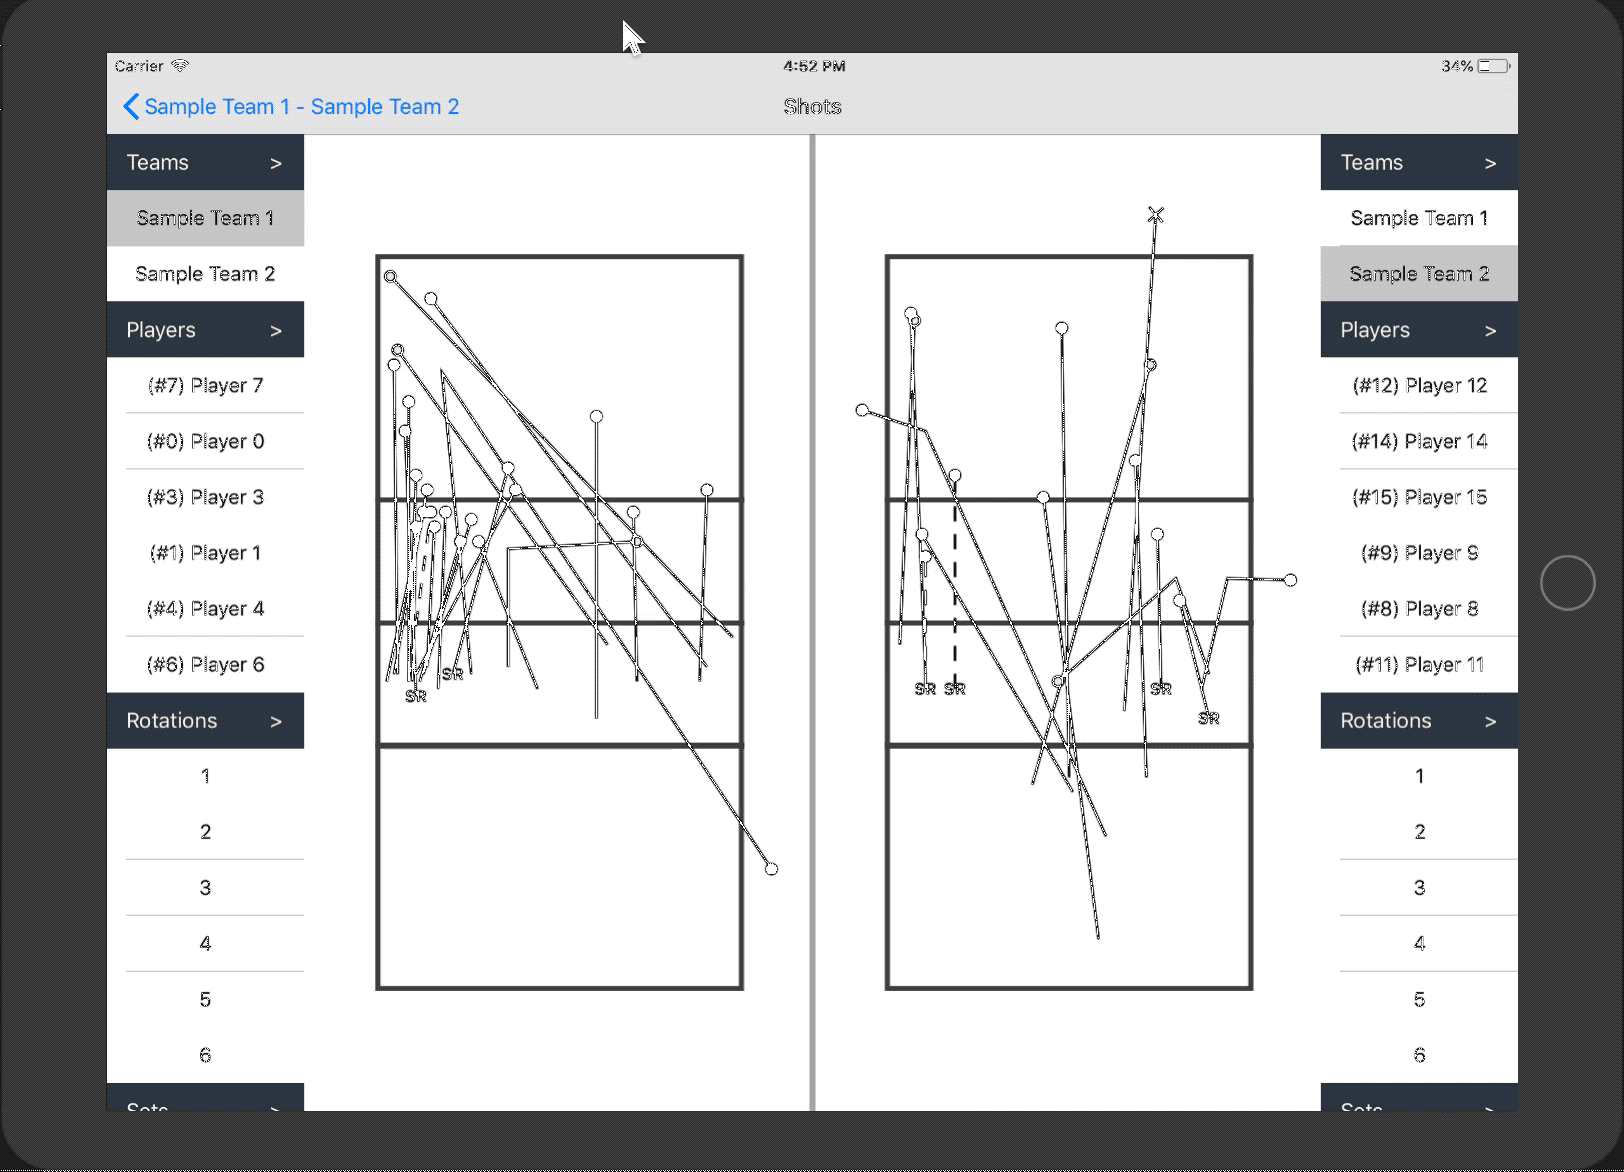 Carrier 4:52 PM 34%
Sample Team 1 - Sample Team 2 Shots
Teams >
Sample Team 1
Sample Team 2
Players >
(#7) Player 7
(#0) Player 0
(#3) Player 3
(#1) Player 1
(#4) Player 4
(#6) Player 6
Rotations >
1
2
3
4
5
6
Sets >
SR
SR
SR
SR
SR
SR
Teams >
Sample Team 1
Sample Team 2
Players >
(#12) Player 12
(#14) Player 14
(#15) Player 15
(#9) Player 9
(#8) Player 8
(#11) Player 11
Rotations >
1
2
3
4
5
6
Sets >